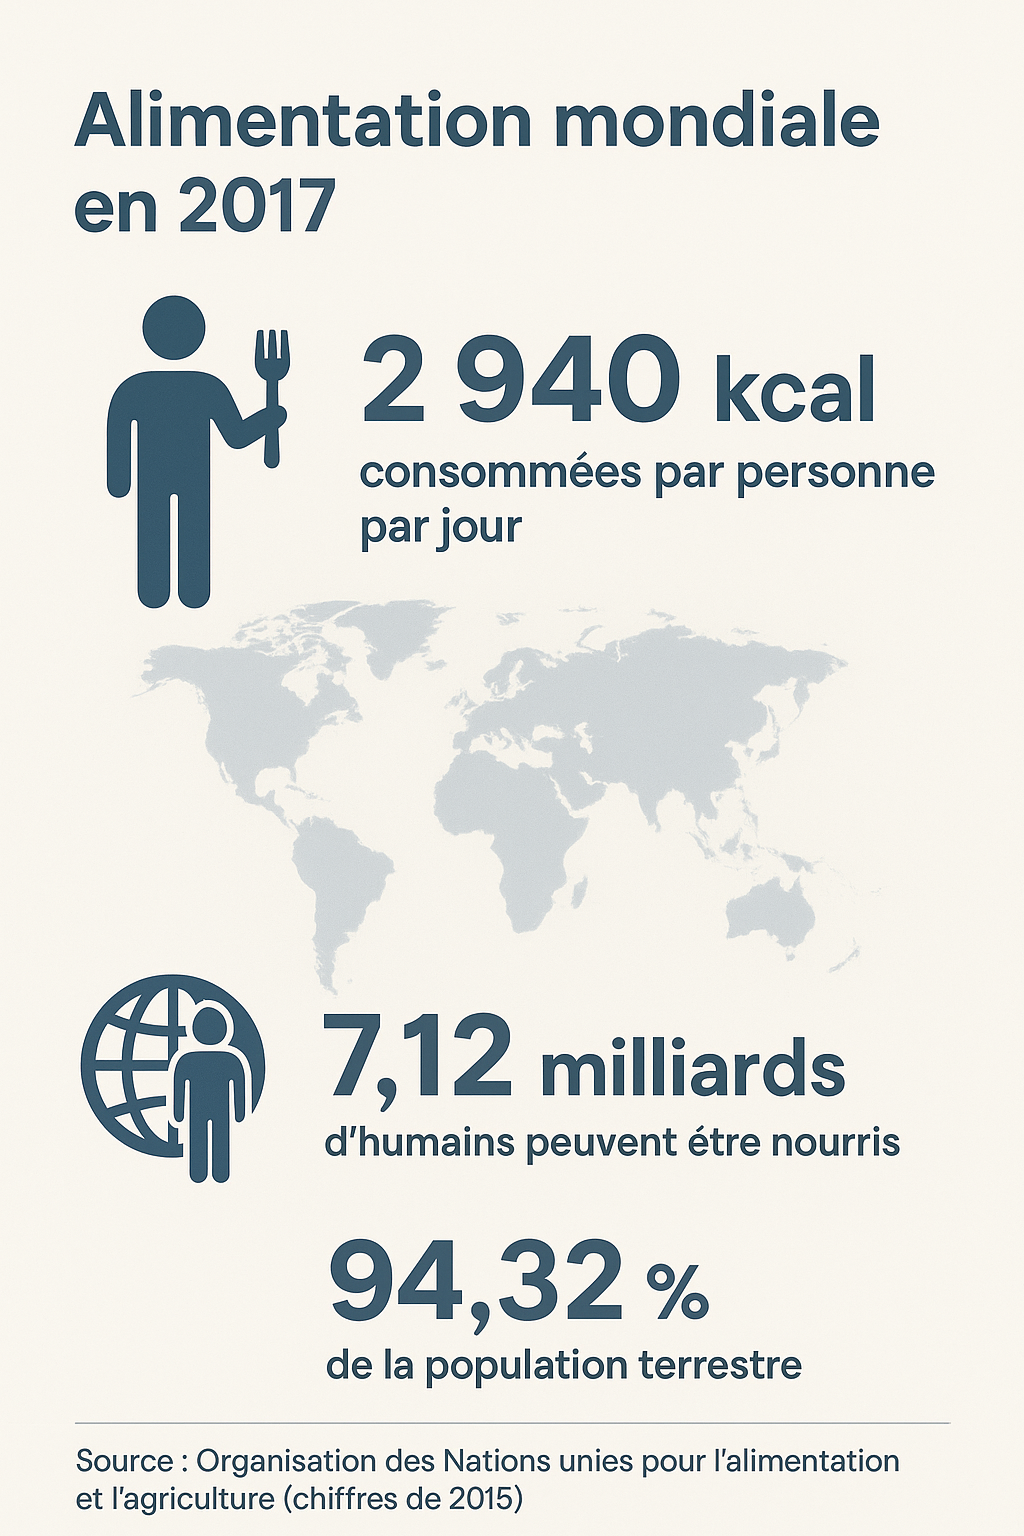 Alimentation mondiale
en 2017
2 940 kcal
consommées par personne
par jour
7,12 milliards
d'humains peuvent étre nourris
94,32 %
de la population terrestre
Source : Organisation des Nations unies pour l'alimentation
et l'agriculture (chiffres de 2015)